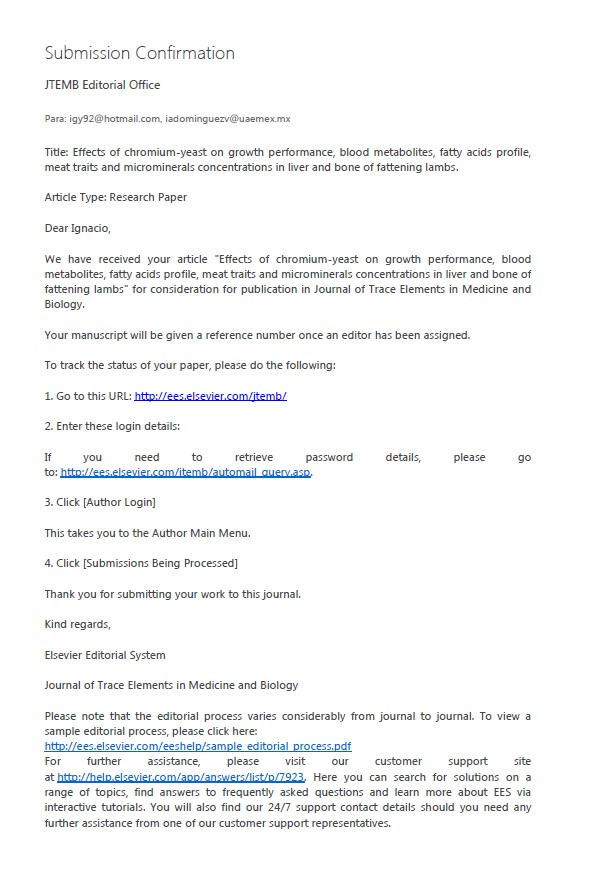 Submission Confirmation
JTEMB Editorial Office
Para: igy92@hotmail.com, iadominguezv@uaemex.mx
Title: Effects of chromium-yeast on growth performance, blood metabolites, fatty acids profile,
meat traits and microminerals concentrations in liver and bone of fattening lambs.
Article Type: Research Paper
Dear Ignacio,
We have received your article "Effects of chromium-yeast on growth performance, blood
metabolites, fatty acids profile, meat traits and microminerals concentrations in liver and bone of
fattening lambs" for consideration for publication in Journal of Trace Elements in Medicine and
Biology.
Your manuscript will be given a reference number once an editor has been assigned.
To track the status of your paper, please do the following:
1. Go to this URL: http://ees.elsevier.com/jtemb/
2. Enter these login details:
If you need to retrieve password details, please go
to: http://ees.elsevier.com/jtemb/automail_query.asp.
3. Click [Author Login]
This takes you to the Author Main Menu.
4. Click [Submissions Being Processed]
Thank you for submitting your work to this journal.
Kind regards,
Elsevier Editorial System
Journal of Trace Elements in Medicine and Biology
Please note that the editorial process varies considerably from journal to journal. To view a
sample editorial process, please click here:
http://ees.elsevier.com/eeshelp/sample_editorial_process.pdf
For further assistance, please visit our customer support site
at http://help.elsevier.com/app/answers/list/p/7923. Here you can search for solutions on a
range of topics, find answers to frequently asked questions and learn more about EES via
interactive tutorials. You will also find our 24/7 support contact details should you need any
further assistance from one of our customer support representatives.